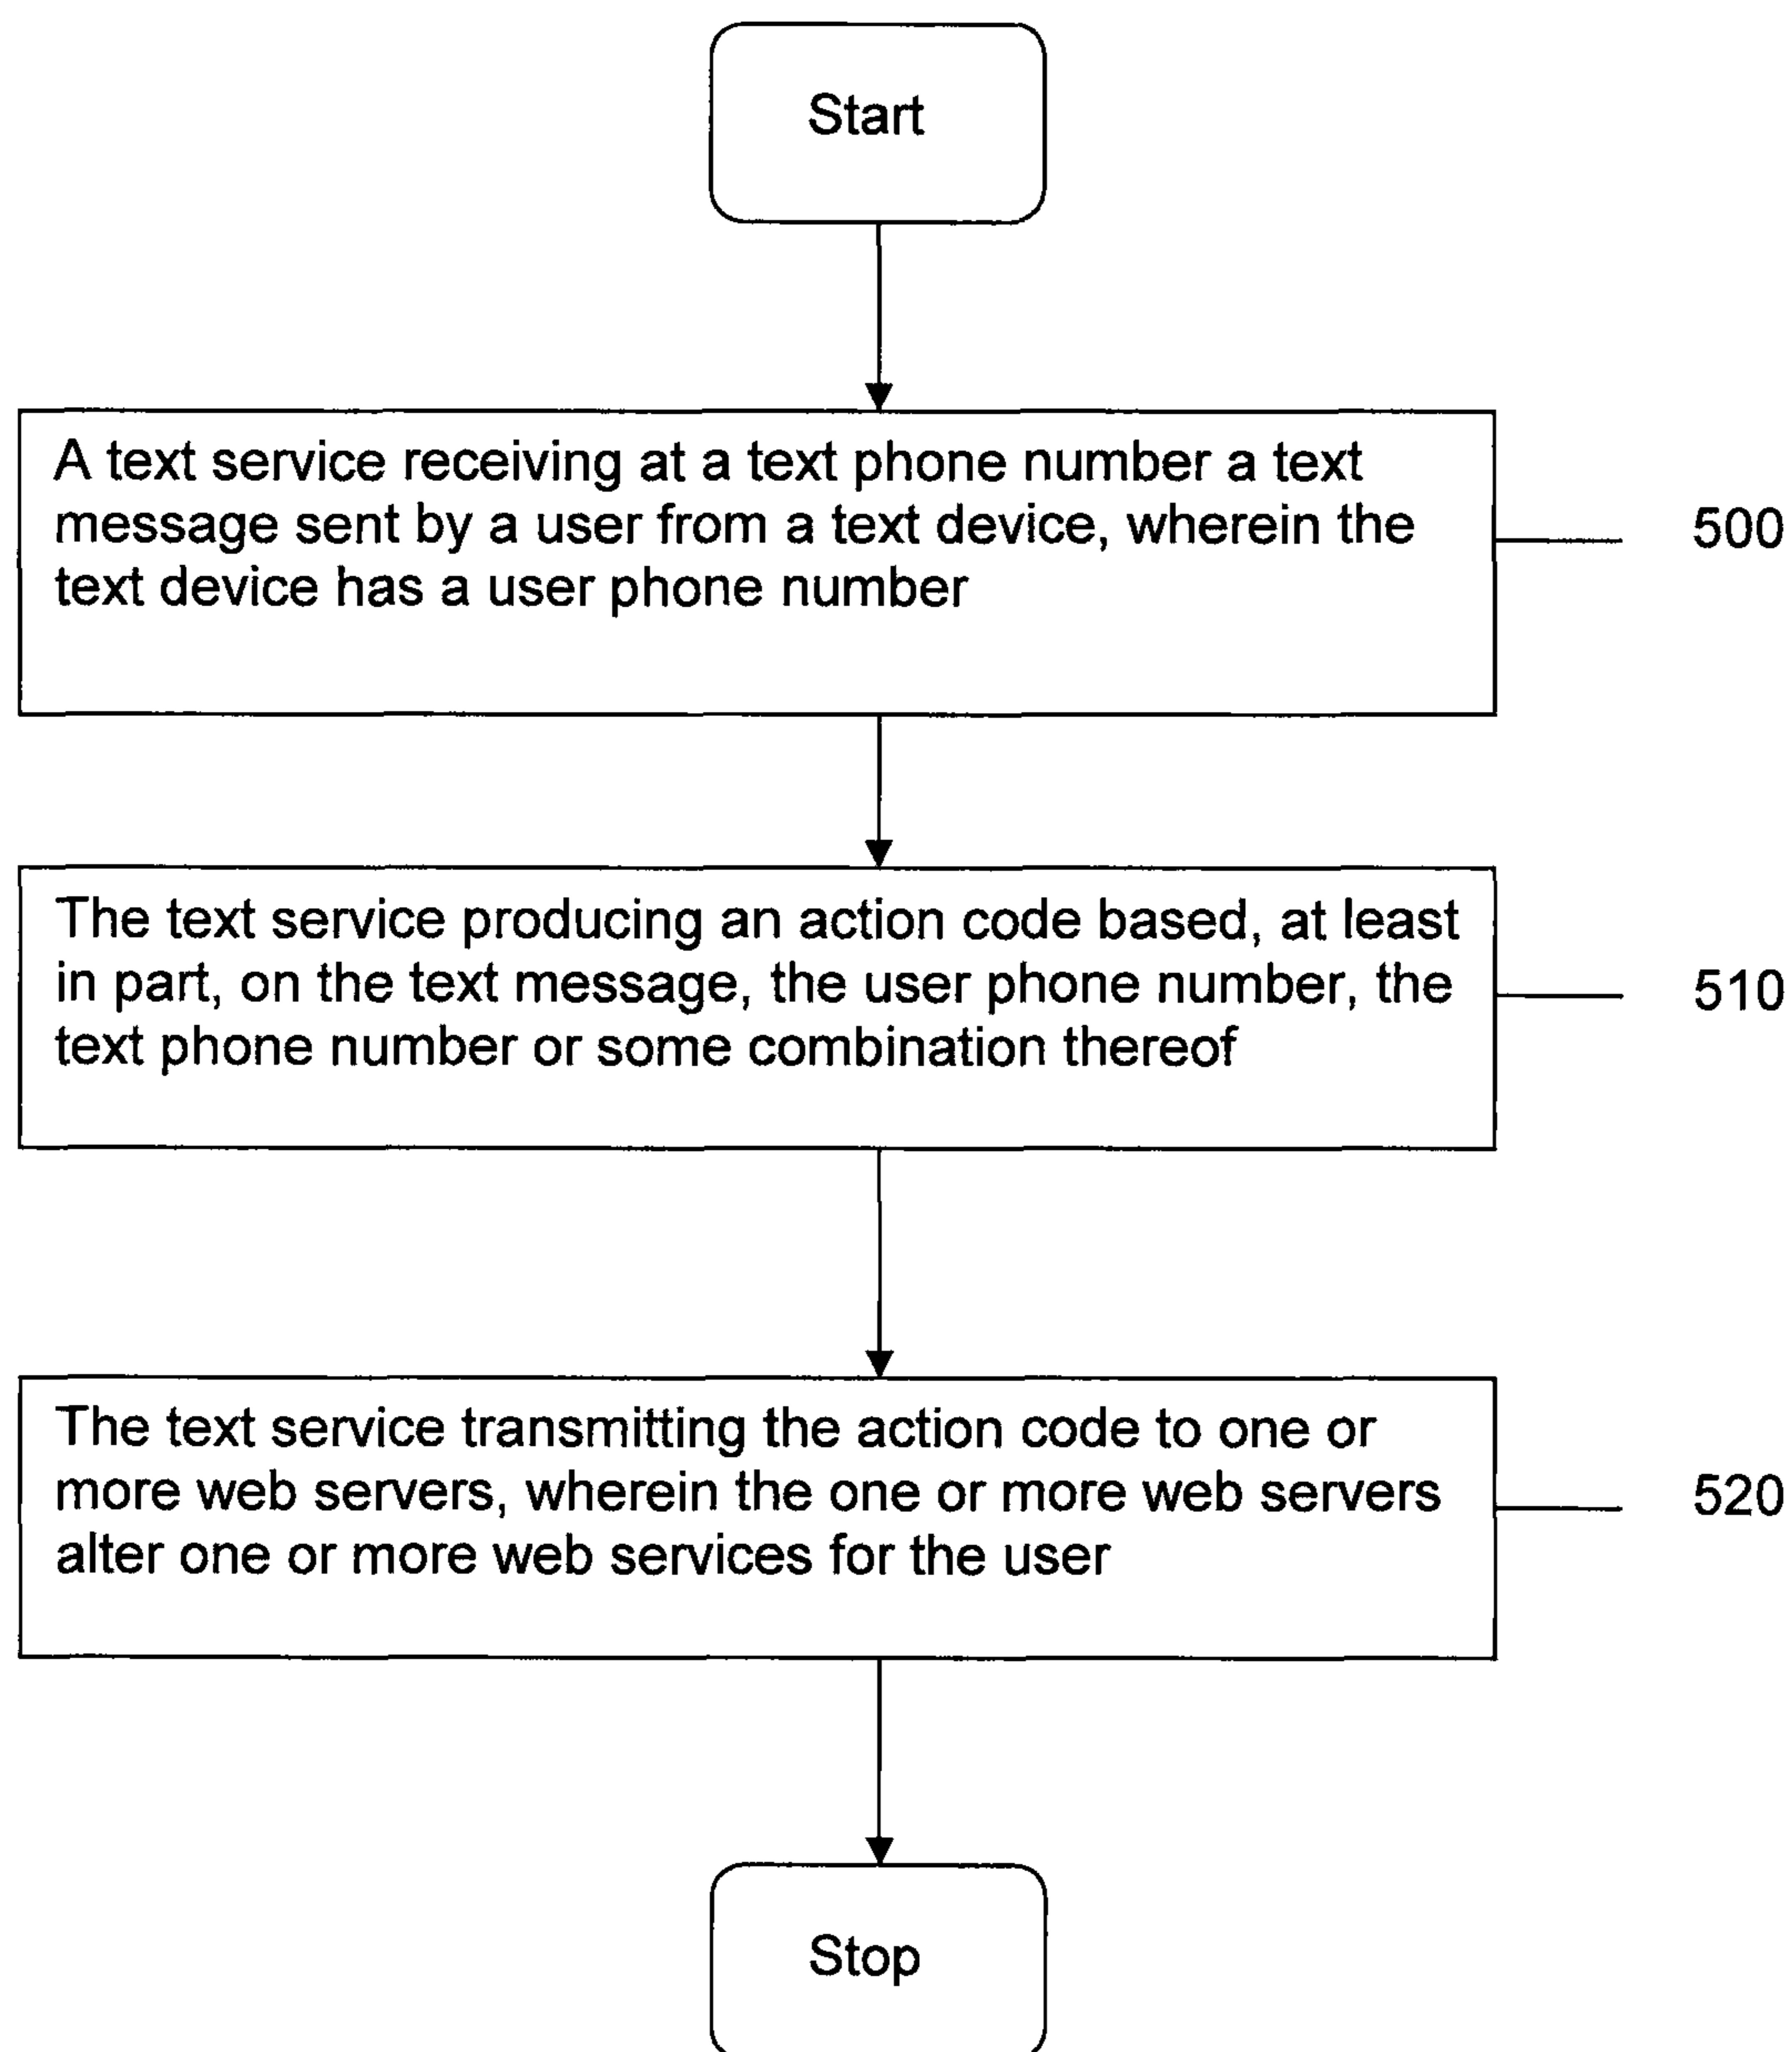 Start
A text service receiving at a text phone number a text
message sent by a user from a text device, wherein the
text device has a user phone number
500
The text service producing an action code based, at least
in part, on the text message, the user phone number, the
text phone number or some combination thereof
510
The text service transmitting the action code to one or
more web servers, wherein the one or more web servers
alter one or more web services for the user
520
Stop